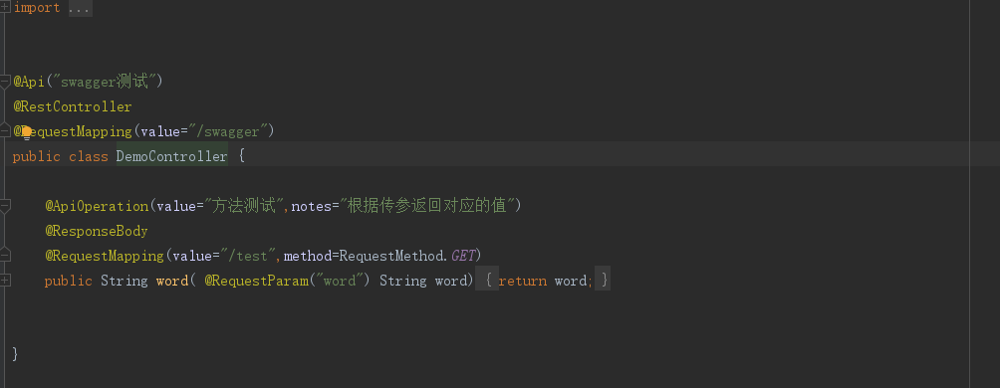 import ...
@Api("swagger测试")
@RestController
@RequestMapping(value="/swagger")
public class DemoController {
@ApiOperation(value="方法测试",notes="根据传参返回对应的值")
@ResponseBody
@RequestMapping(value="/test",method=RequestMethod.GET)
public String word( @RequestParam("word") String word) { return word; }
}